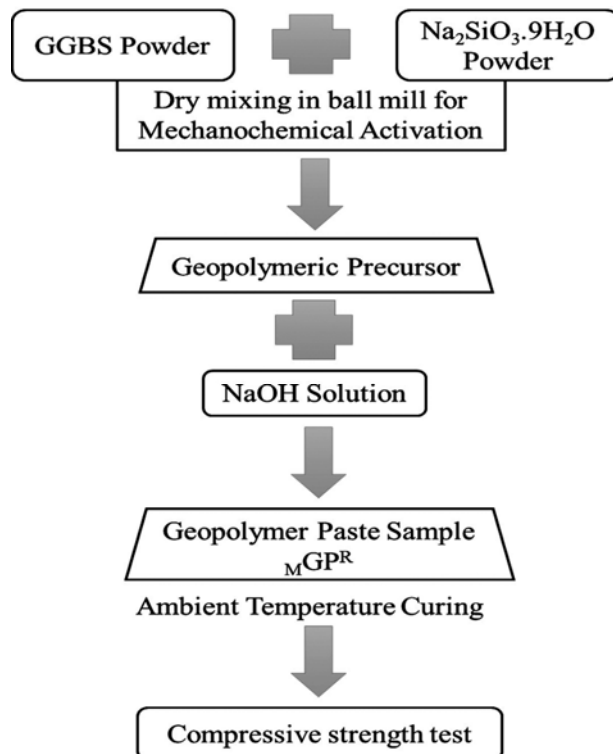 GGBS Powder
Na₂SiO₃.9H₂O
Powder
Dry mixing in ball mill for
Mechanochemical Activation
Geopolymeric Precursor
NaOH Solution
Geopolymer Paste Sample
ₘGPᴿ
Ambient Temperature Curing
Compressive strength test